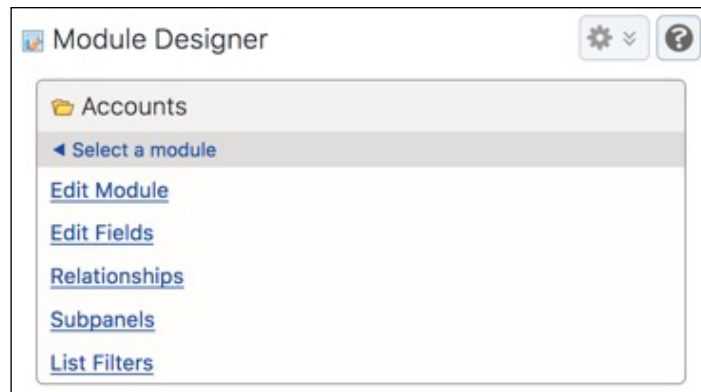 Module Designer
Accounts
Select a module
Edit Module
Edit Fields
Relationships
Subpanels
List Filters